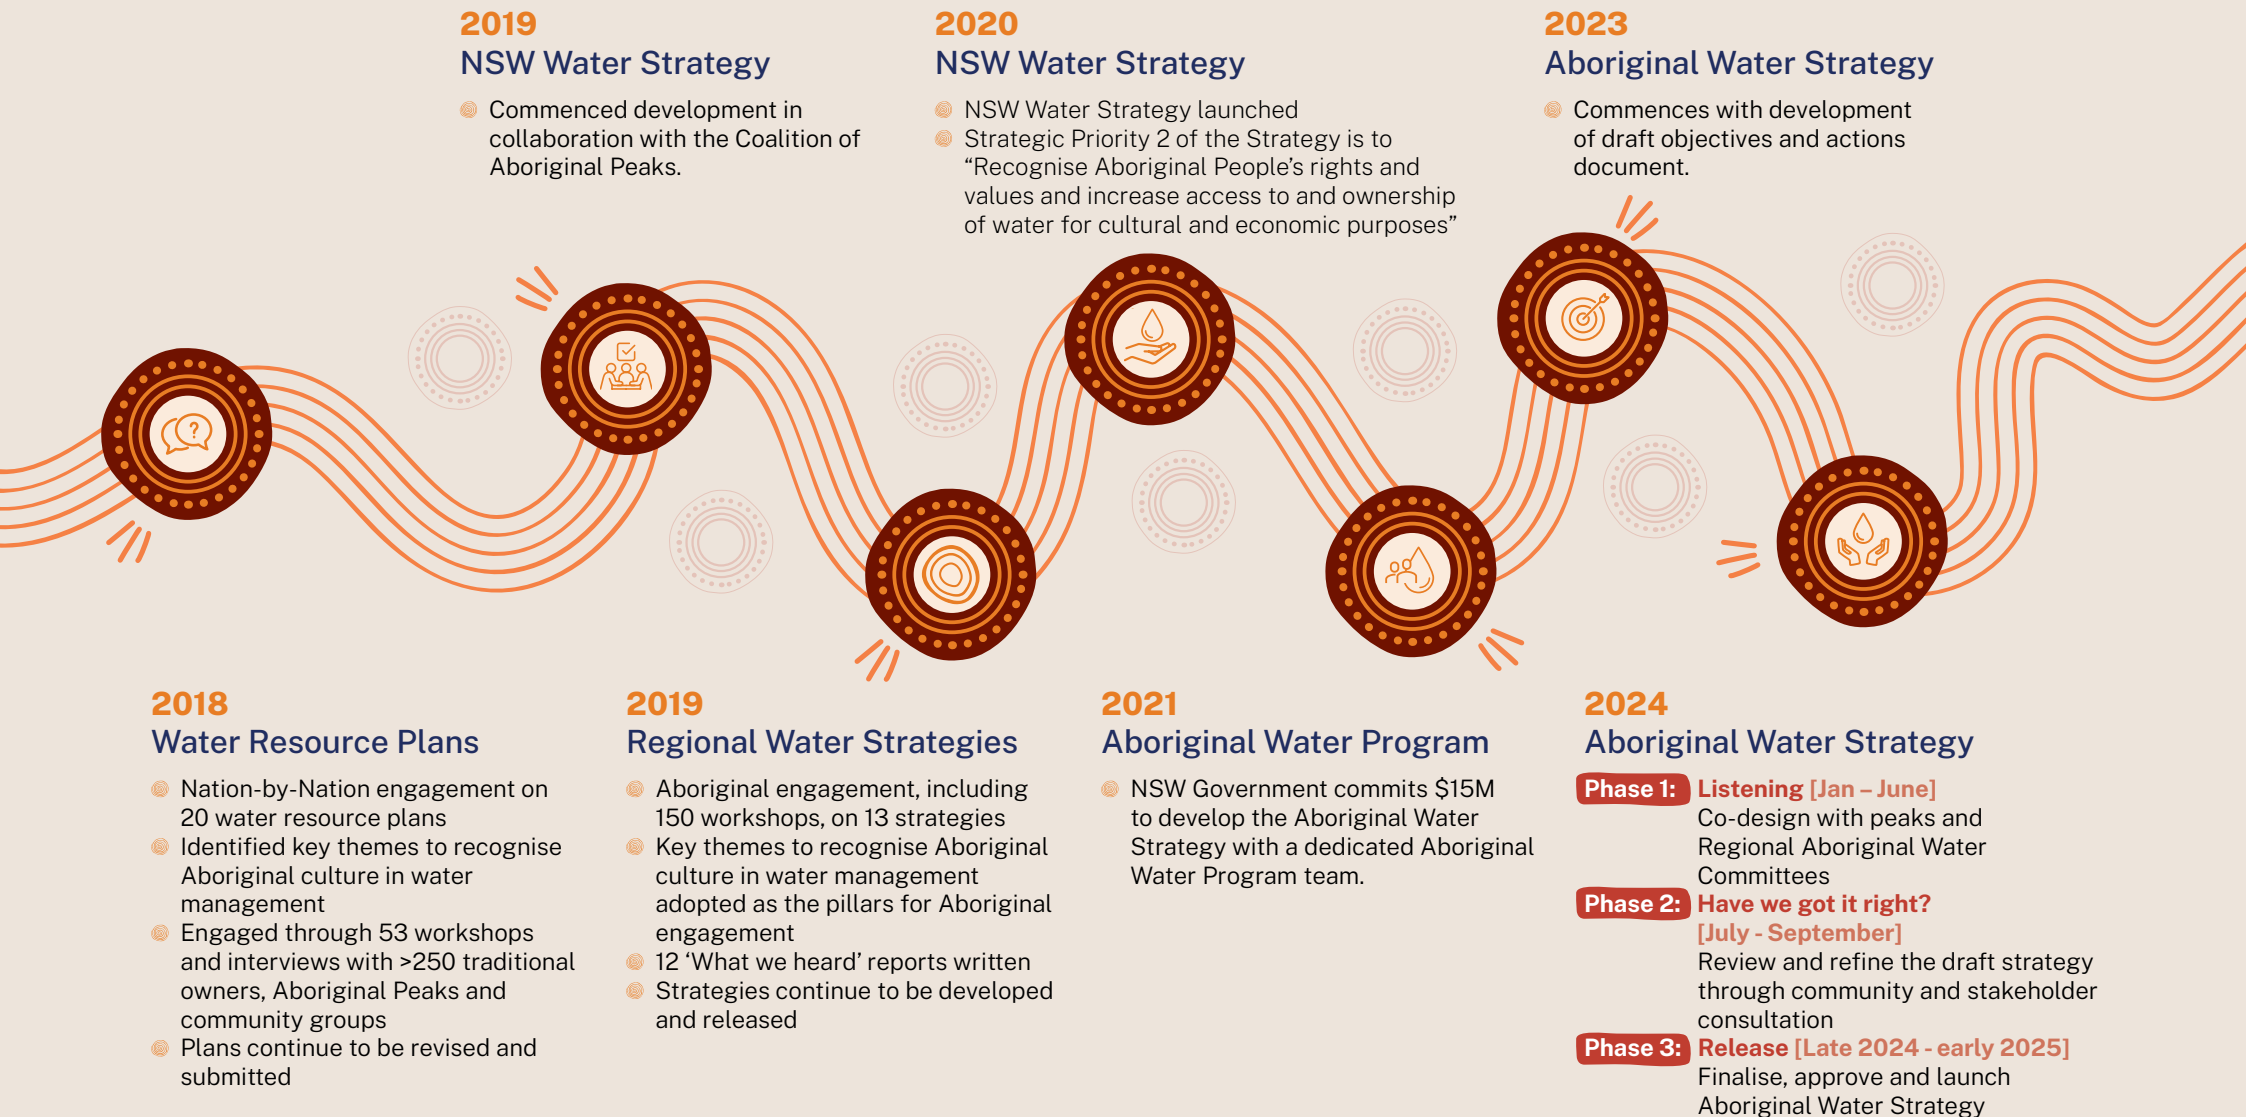 2019
NSW Water Strategy
Commenced development in
collaboration with the Coalition of
Aboriginal Peaks.
2020
NSW Water Strategy
NSW Water Strategy launched
Strategic Priority 2 of the Strategy is to
“Recognise Aboriginal People’s rights and
values and increase access to and ownership
of water for cultural and economic purposes”
2023
Aboriginal Water Strategy
Commences with development
of draft objectives and actions
document.
?
2018
Water Resource Plans
Nation-by-Nation engagement on
20 water resource plans
Identified key themes to recognise
Aboriginal culture in water
management
Engaged through 53 workshops
and interviews with >250 traditional
owners, Aboriginal Peaks and
community groups
Plans continue to be revised and
submitted
2019
Regional Water Strategies
Aboriginal engagement, including
150 workshops, on 13 strategies
Key themes to recognise Aboriginal
culture in water management
adopted as the pillars for Aboriginal
engagement
12 ‘What we heard’ reports written
Strategies continue to be developed
and released
2021
Aboriginal Water Program
NSW Government commits $15M
to develop the Aboriginal Water
Strategy with a dedicated Aboriginal
Water Program team.
2024
Aboriginal Water Strategy
Phase 1: Listening [Jan – June]
Co-design with peaks and
Regional Aboriginal Water
Committees
Phase 2: Have we got it right?
[July - September]
Review and refine the draft strategy
through community and stakeholder
consultation
Phase 3: Release [Late 2024 - early 2025]
Finalise, approve and launch
Aboriginal Water Strategy